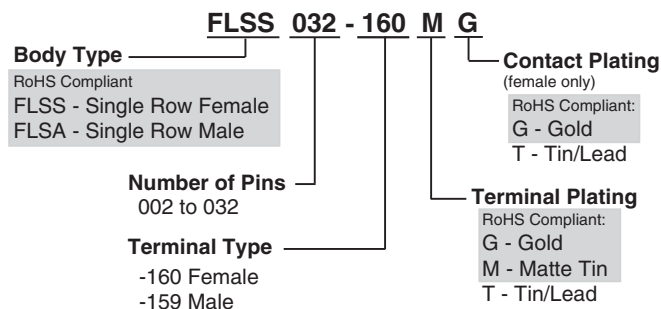 FLSS 032 - 160 M G
Body Type
RoHS Compliant
FLSS - Single Row Female
FLSA - Single Row Male
Number of Pins
002 to 032
Terminal Type
-160 Female
-159 Male
Contact Plating
(female only)
RoHS Compliant:
G - Gold
T - Tin/Lead
Terminal Plating
RoHS Compliant:
G - Gold
M - Matte Tin
T - Tin/Lead